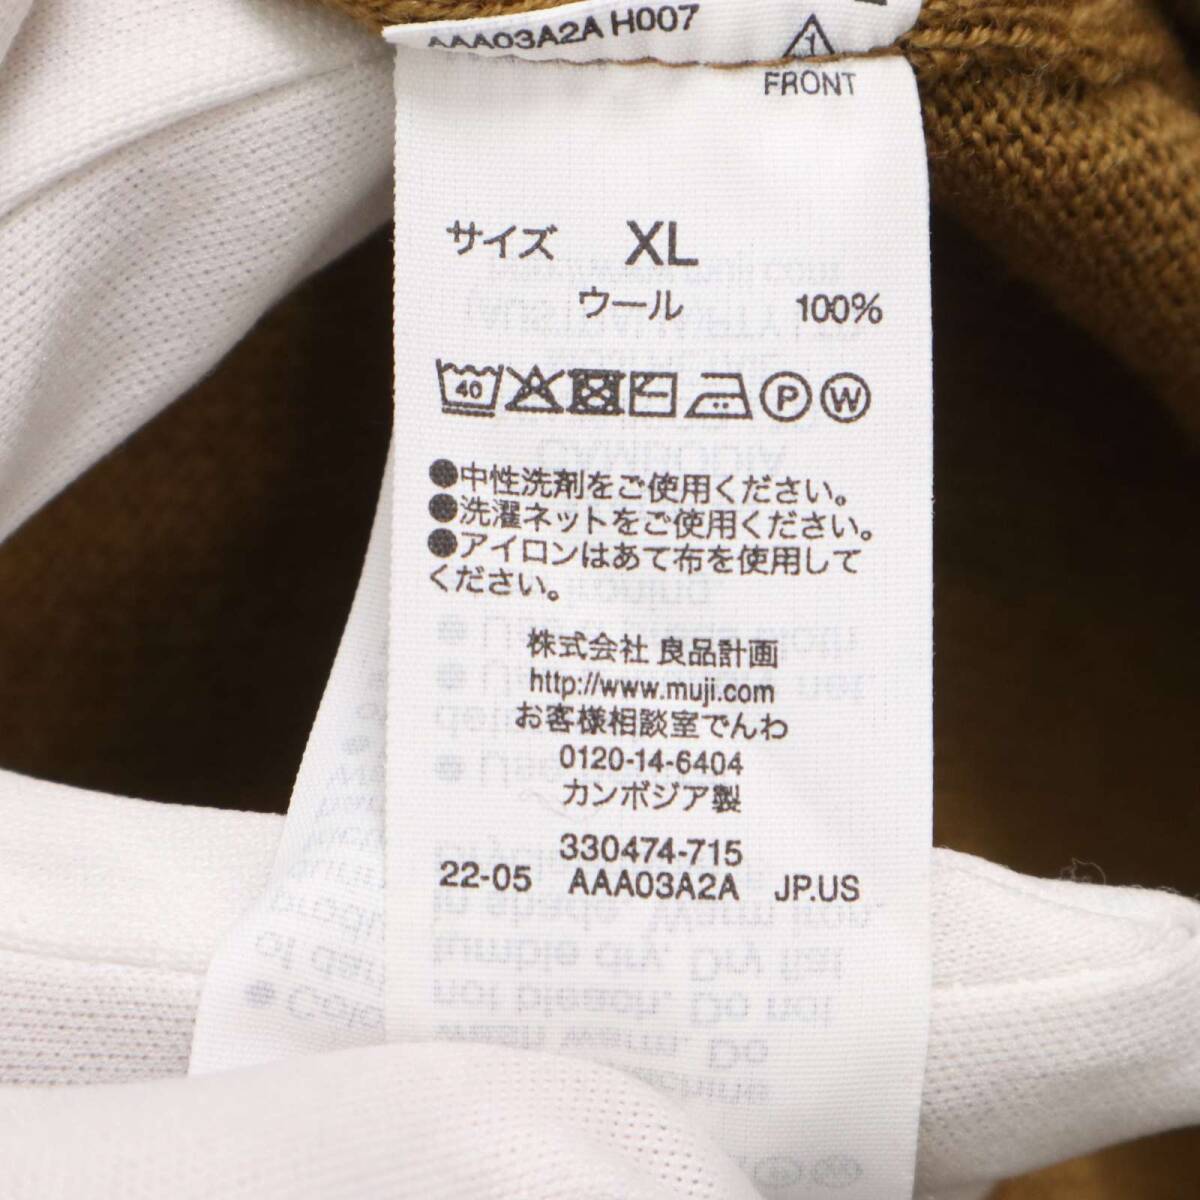 AAA03A2A H007
1
FRONT
サイズ XL
ウール 100%
40 P W
●中性洗剤をご使用ください。
●洗濯ネットをご使用ください。
●アイロンはあて布を使用して
ください。
株式会社 良品計画
http://www.muji.com
お客様相談室でんわ
0120-14-6404
カンボジア製
330474-715
22-05 AAA03A2A JP.US